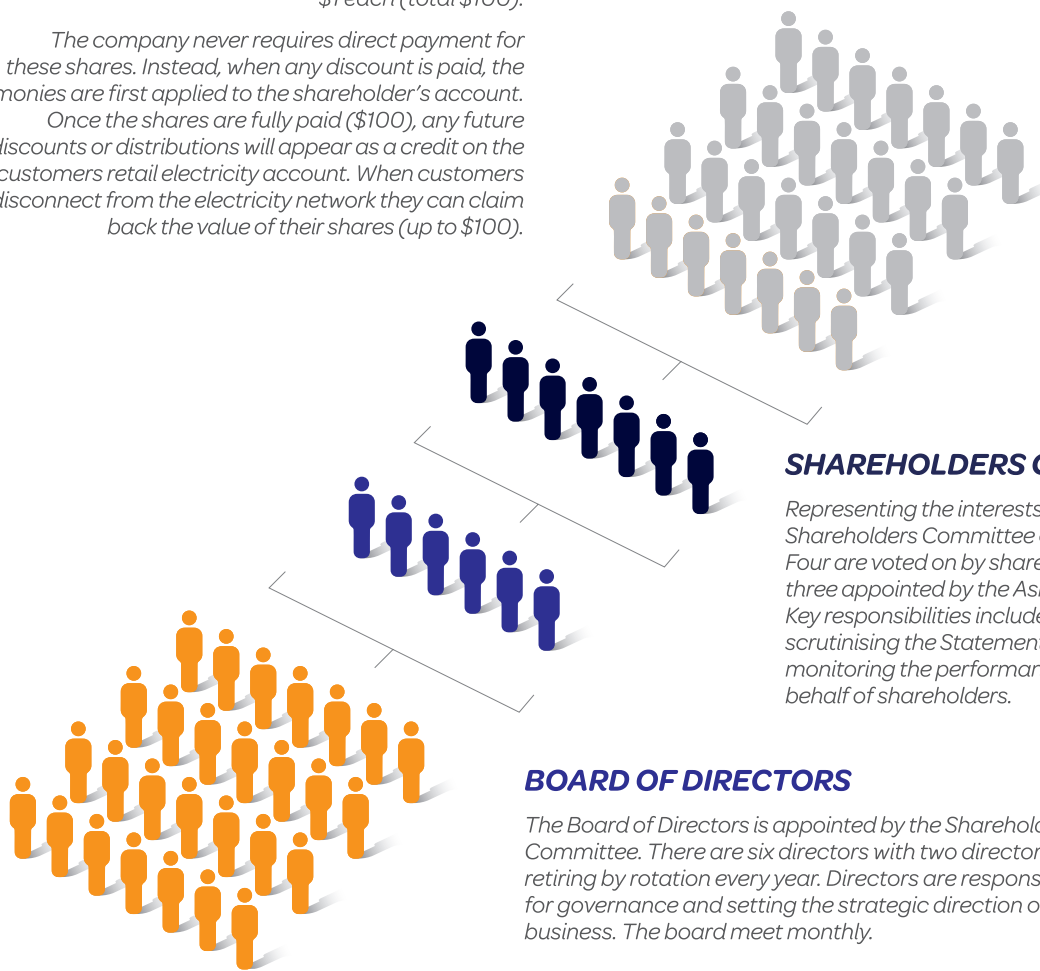 $1 each (total $100).
The company never requires direct payment for
these shares. Instead, when any discount is paid, the
monies are first applied to the shareholder's account.
Once the shares are fully paid ($100), any future
discounts or distributions will appear as a credit on the
customers retail electricity account. When customers
disconnect from the electricity network they can claim
back the value of their shares (up to $100).
SHAREHOLDERS
Representing the interests
Shareholders Committee
Four are voted on by
three appointed by the
Key responsibilities include
scrutinising the Statement
monitoring the
behalf of shareholders.
BOARD OF DIRECTORS
The Board of Directors is appointed by the
Committee. There are six directors with two
retiring by rotation every year. Directors are
for governance and setting the strategic direction
business. The board meet monthly.